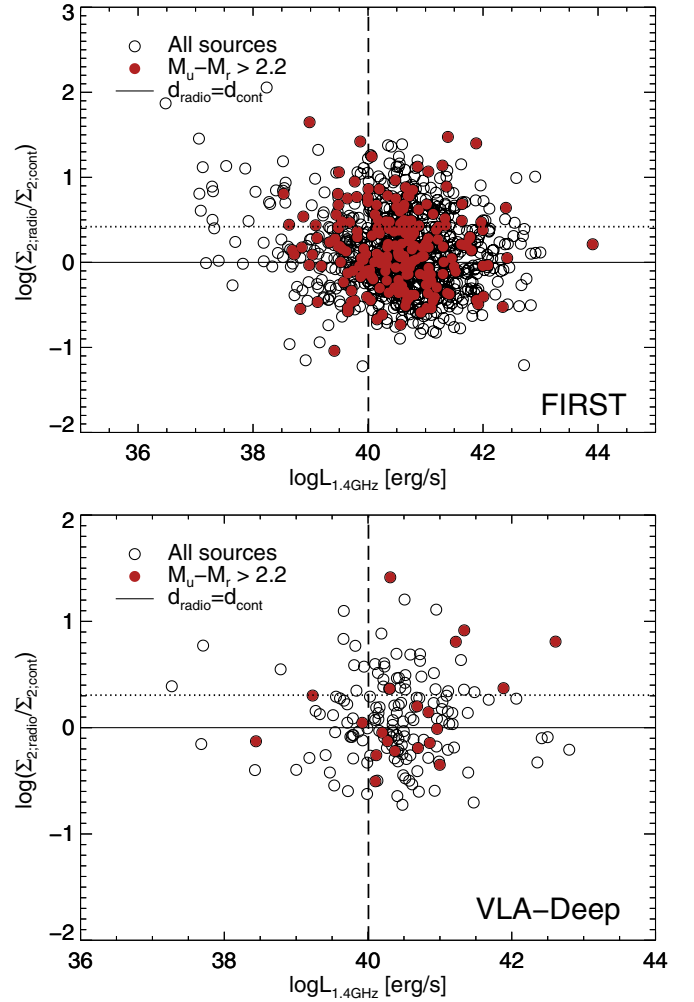 3
2
1
0
−1
−2
log(Σ2;radio/Σ2;cont)
All sources
Mu−Mr > 2.2
dradio=dcont
FIRST
36 38 40 42 44
logL1.4GHz [erg/s]
2
1
0
−1
−2
log(Σ2;radio/Σ2;cont)
All sources
Mu−Mr > 2.2
dradio=dcont
VLA−Deep
36 38 40 42 44
logL1.4GHz [erg/s]